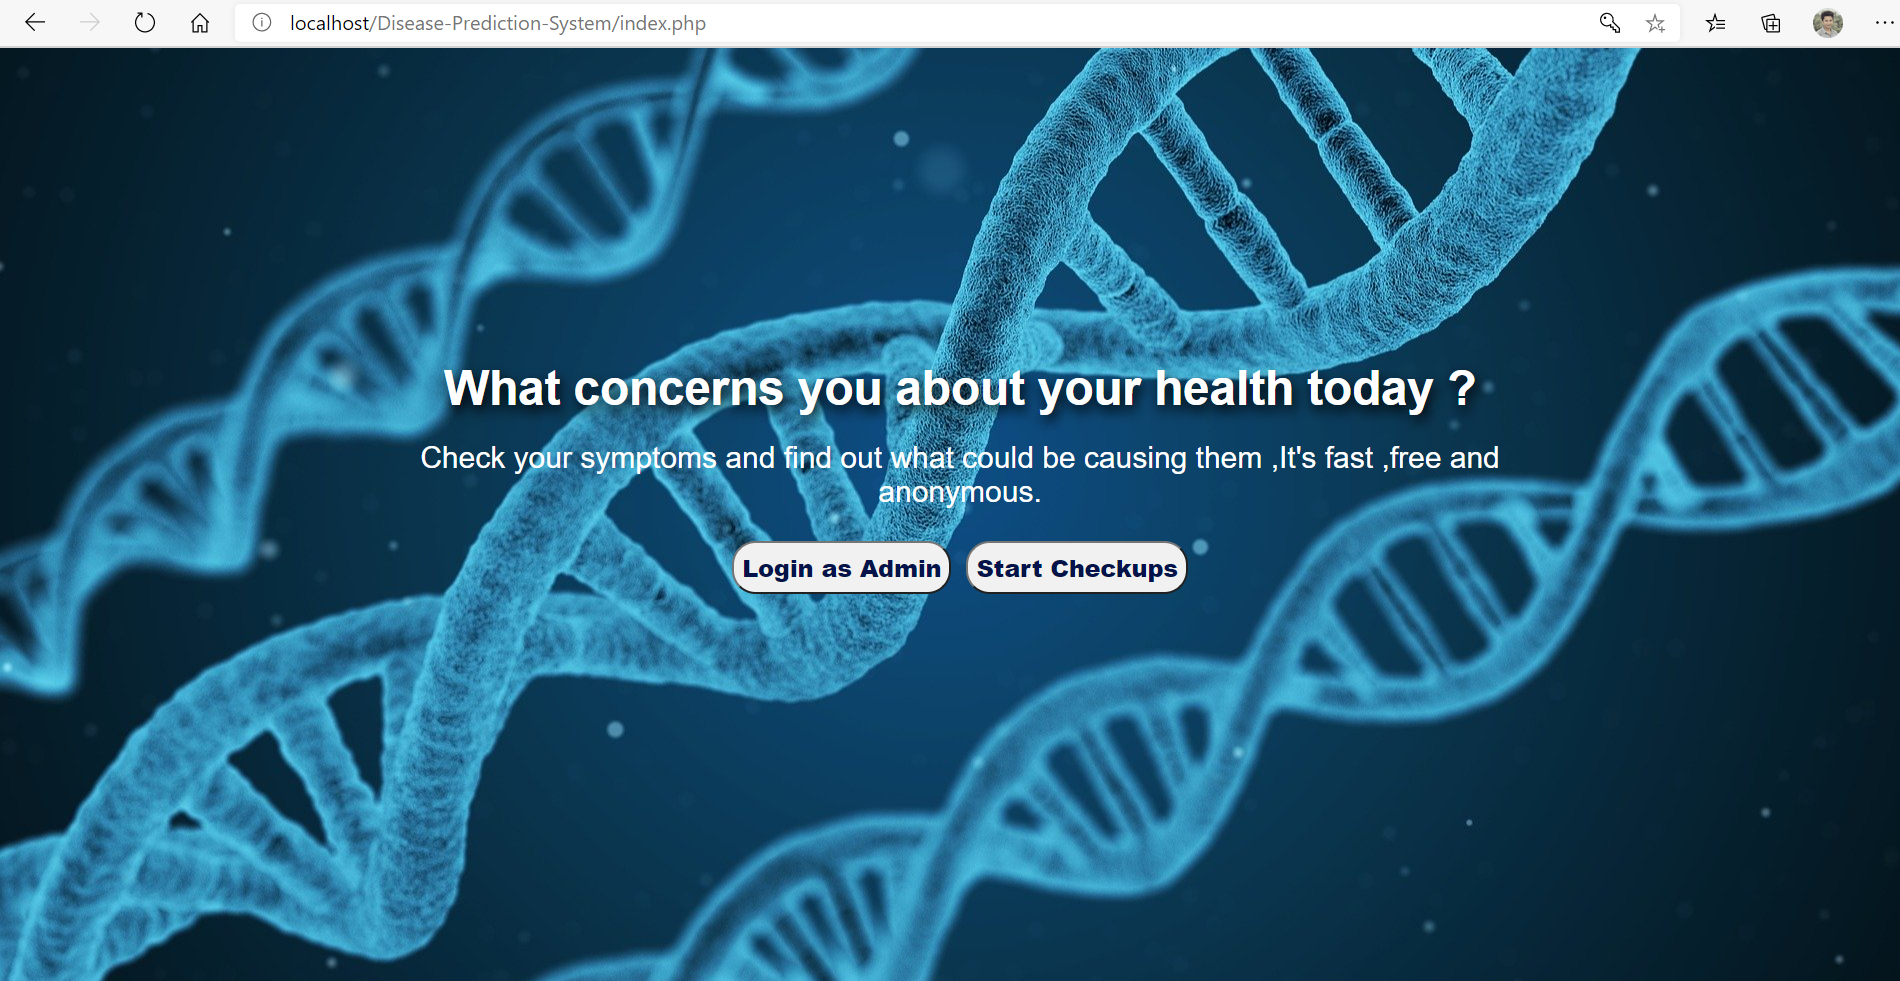 localhost/Disease-Prediction-System/index.php
What concerns you about your health today ?
Check your symptoms and find out what could be causing them ,It's fast ,free and
anonymous.
Login as Admin
Start Checkups